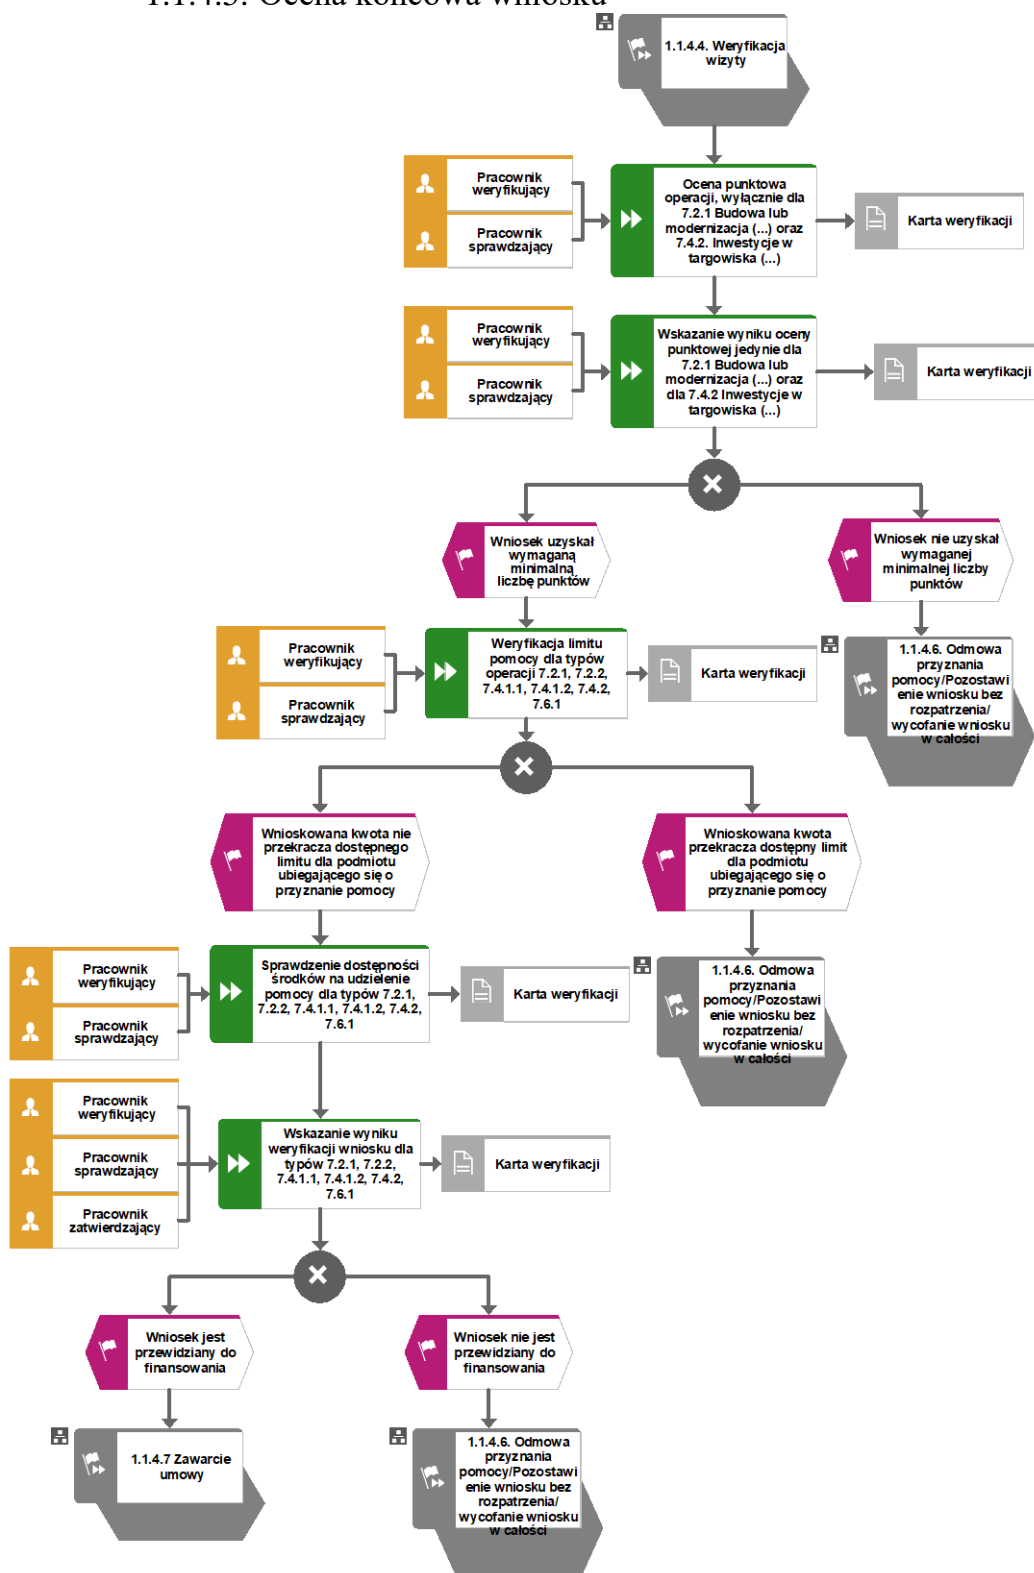 1.1.4.5. Ocena końcowa wniosku
1.1.4.4. Weryfikacja
wizyty
Pracownik
weryfikujący
Pracownik
sprawdzający
Ocena punktowa
operacji, wyłącznie dla
7.2.1 Budowa lub
modernizacja (...) oraz
7.4.2. Inwestycje w
targowiska (...)
Karta weryfikacji
Pracownik
weryfikujący
Pracownik
sprawdzający
Wskazanie wyniku oceny
punktowej jedynie dla
7.2.1 Budowa lub
modernizacja (...) oraz
dla 7.4.2 Inwestycje w
targowiska (...)
Karta weryfikacji
Wniosek uzyskał
wymaganą
minimalną
liczbę punktów
Wniosek nie uzyskał
wymaganej
minimalnej liczby
punktów
Pracownik
weryfikujący
Pracownik
sprawdzający
Weryfikacja limitu
pomocy dla typów
operacji 7.2.1, 7.2.2,
7.4.1.1, 7.4.1.2, 7.4.2,
7.6.1
Karta weryfikacji
1.1.4.6. Odmowa
przyznania
pomocy/Pozostawi
enie wniosku bez
rozpatrzenia/
wycofanie wniosku
w całości
Wnioskowana kwota nie
przekracza dostępnego
limitu dla podmiotu
ubiegającego się o
przyznanie pomocy
Wnioskowana kwota
przekracza dostępny limit
dla podmiotu
ubiegającego się o
przyznanie pomocy
Pracownik
weryfikujący
Pracownik
sprawdzający
Sprawdzenie dostępności
środków na udzielenie
pomocy dla typów 7.2.1,
7.2.2, 7.4.1.1, 7.4.1.2, 7.4.2,
7.6.1
Karta weryfikacji
1.1.4.6. Odmowa
przyznania
pomocy/Pozostawi
enie wniosku bez
rozpatrzenia/
wycofanie wniosku
w całości
Pracownik
weryfikujący
Pracownik
sprawdzający
Pracownik
zatwierdzający
Wskazanie wyniku
weryfikacji wniosku dla
typów 7.2.1, 7.2.2,
7.4.1.1, 7.4.1.2, 7.4.2,
7.6.1
Karta weryfikacji
Wniosek jest
przewidziany do
finansowania
Wniosek nie jest
przewidziany do
finansowania
1.1.4.7 Zawarcie
umowy
1.1.4.6. Odmowa
przyznania
pomocy/Pozostawi
enie wniosku bez
rozpatrzenia/
wycofanie wniosku
w całości